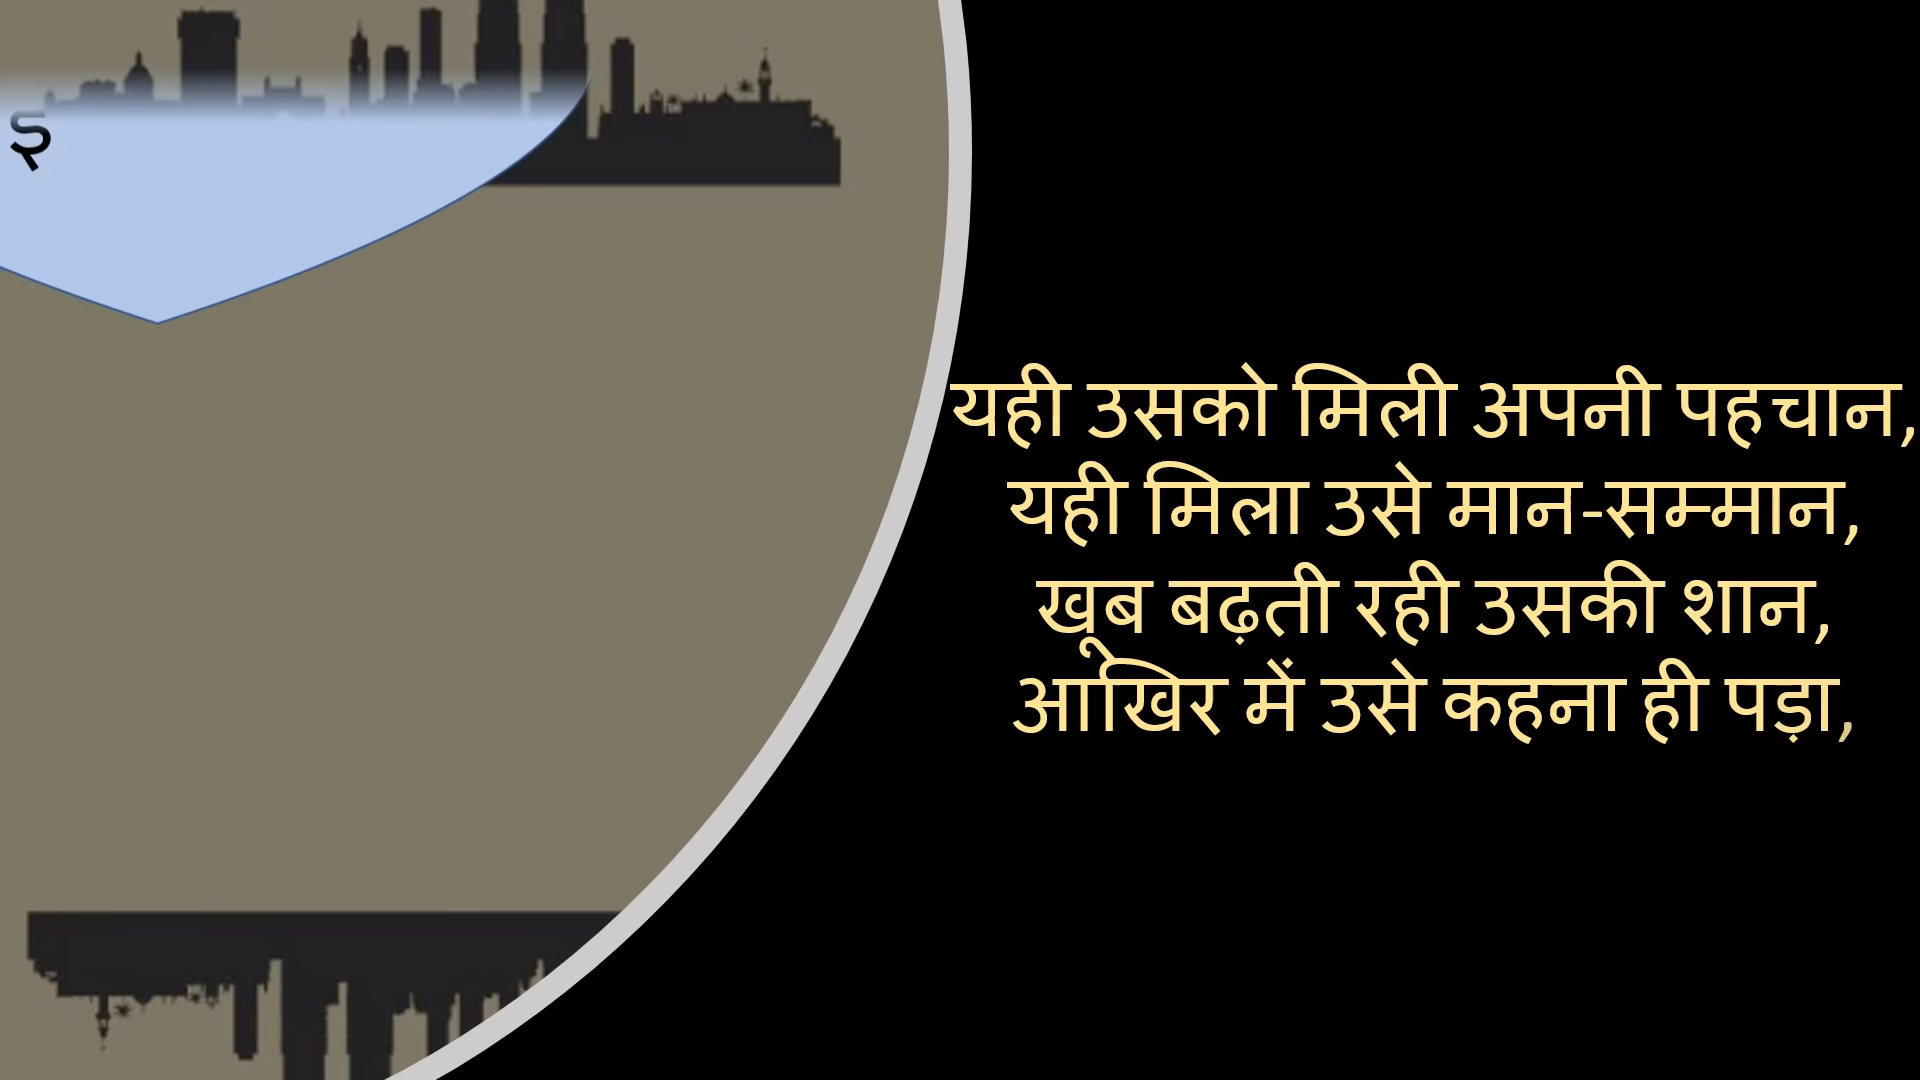 यही उसको मिली अपनी पहचान,
यही मिला उसे मान-सम्मान,
खूब बढ़ती रही उसकी शान,
आखिर में उसे कहना ही पड़ा,